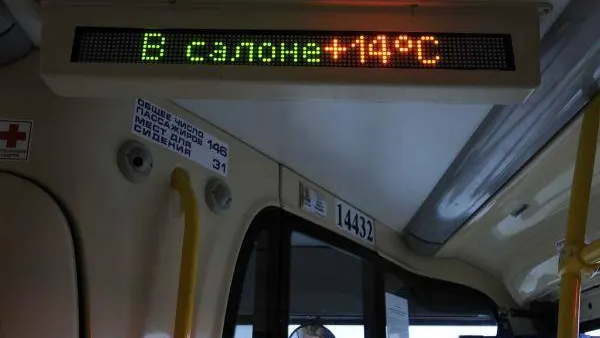 В салоне+14°C
ОБЩЕЕ ЧИСЛО
ПАССАЖИРОВ 146
МЕСТ ДЛЯ
СИДЕНИЯ 31
14432